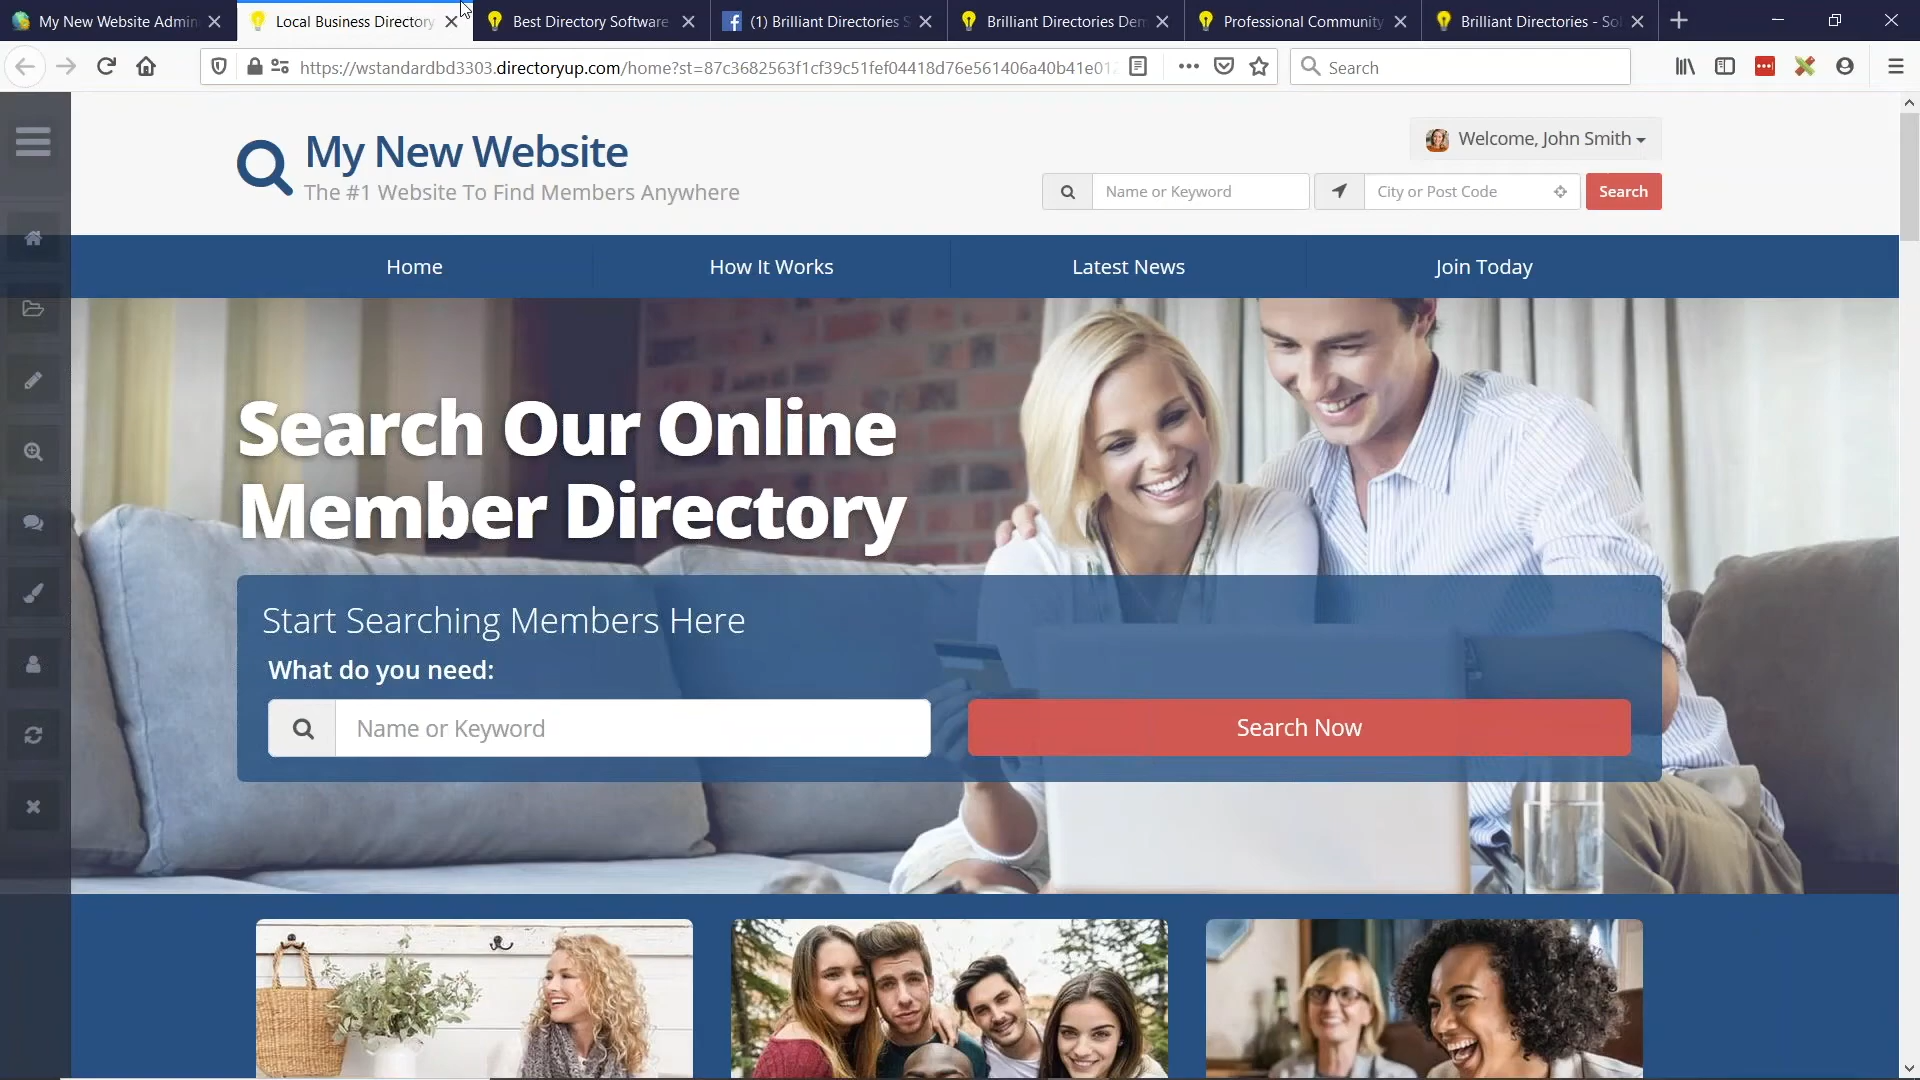 My New Website Admin
Local Business Directory
Best Directory Software
(1) Brilliant Directories S
Brilliant Directories Dem
Professional Community
Brilliant Directories - Sol
https://wstandardbd3303.directoryup.com/home?st=87c3682563f1cf39c51fef04418d76e561406a40b41e012
Search
My New Website
The #1 Website To Find Members Anywhere
Welcome, John Smith
Name or Keyword
City or Post Code
Search
Home
How It Works
Latest News
Join Today
Search Our Online
Member Directory
Start Searching Members Here
What do you need:
Name or Keyword
Search Now